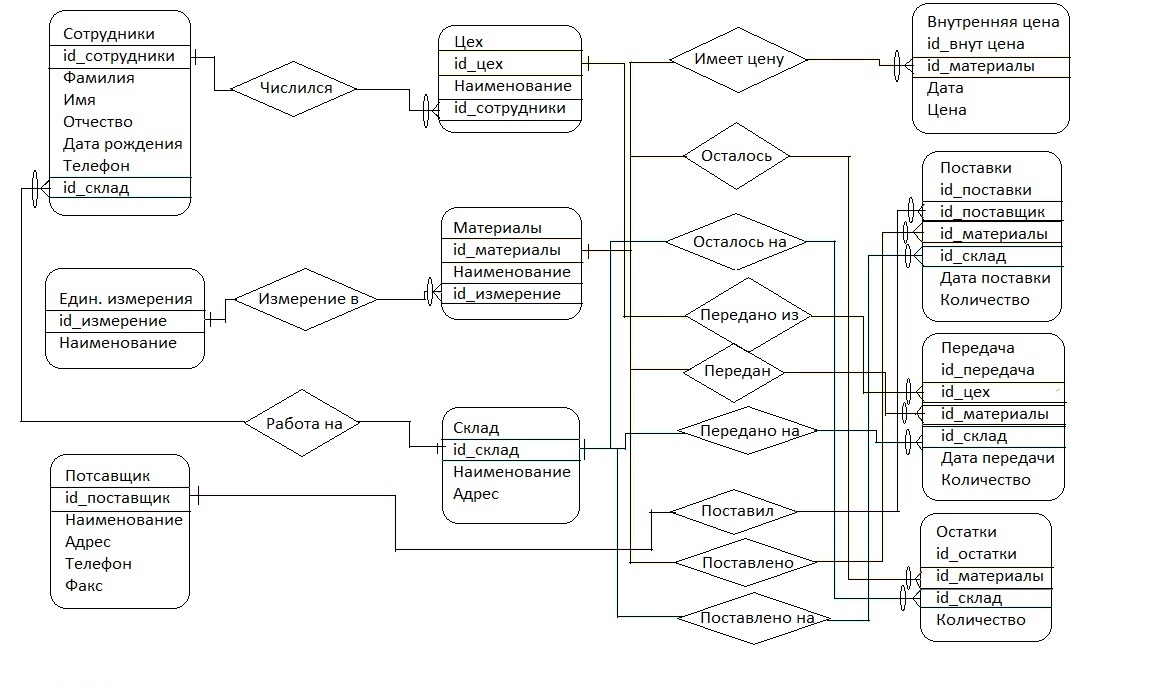 Сотрудники
id_сотрудники
Фамилия
Имя
Отчество
Дата рождения
Телефон
id_склад
Числился
Цех
id_цех
Наименование
id_сотрудники
Имеет цену
Внутренняя цена
id_внут цена
id_материалы
Дата
Цена
Осталось
Осталось на
Поставки
id_поставки
id_поставщик
id_материалы
id_склад
Дата поставки
Количество
Един. измерения
id_измерение
Наименование
Измерение в
Материалы
id_материалы
Наименование
id_измерение
Передано из
Передан
Передано на
Передача
id_передача
id_цех
id_материалы
id_склад
Дата передачи
Количество
Работа на
Склад
id_склад
Наименование
Адрес
Потсавщик
id_поставщик
Наименование
Адрес
Телефон
Факс
Поставил
Поставлено
Поставлено на
Остатки
id_остатки
id_материалы
id_склад
Количество